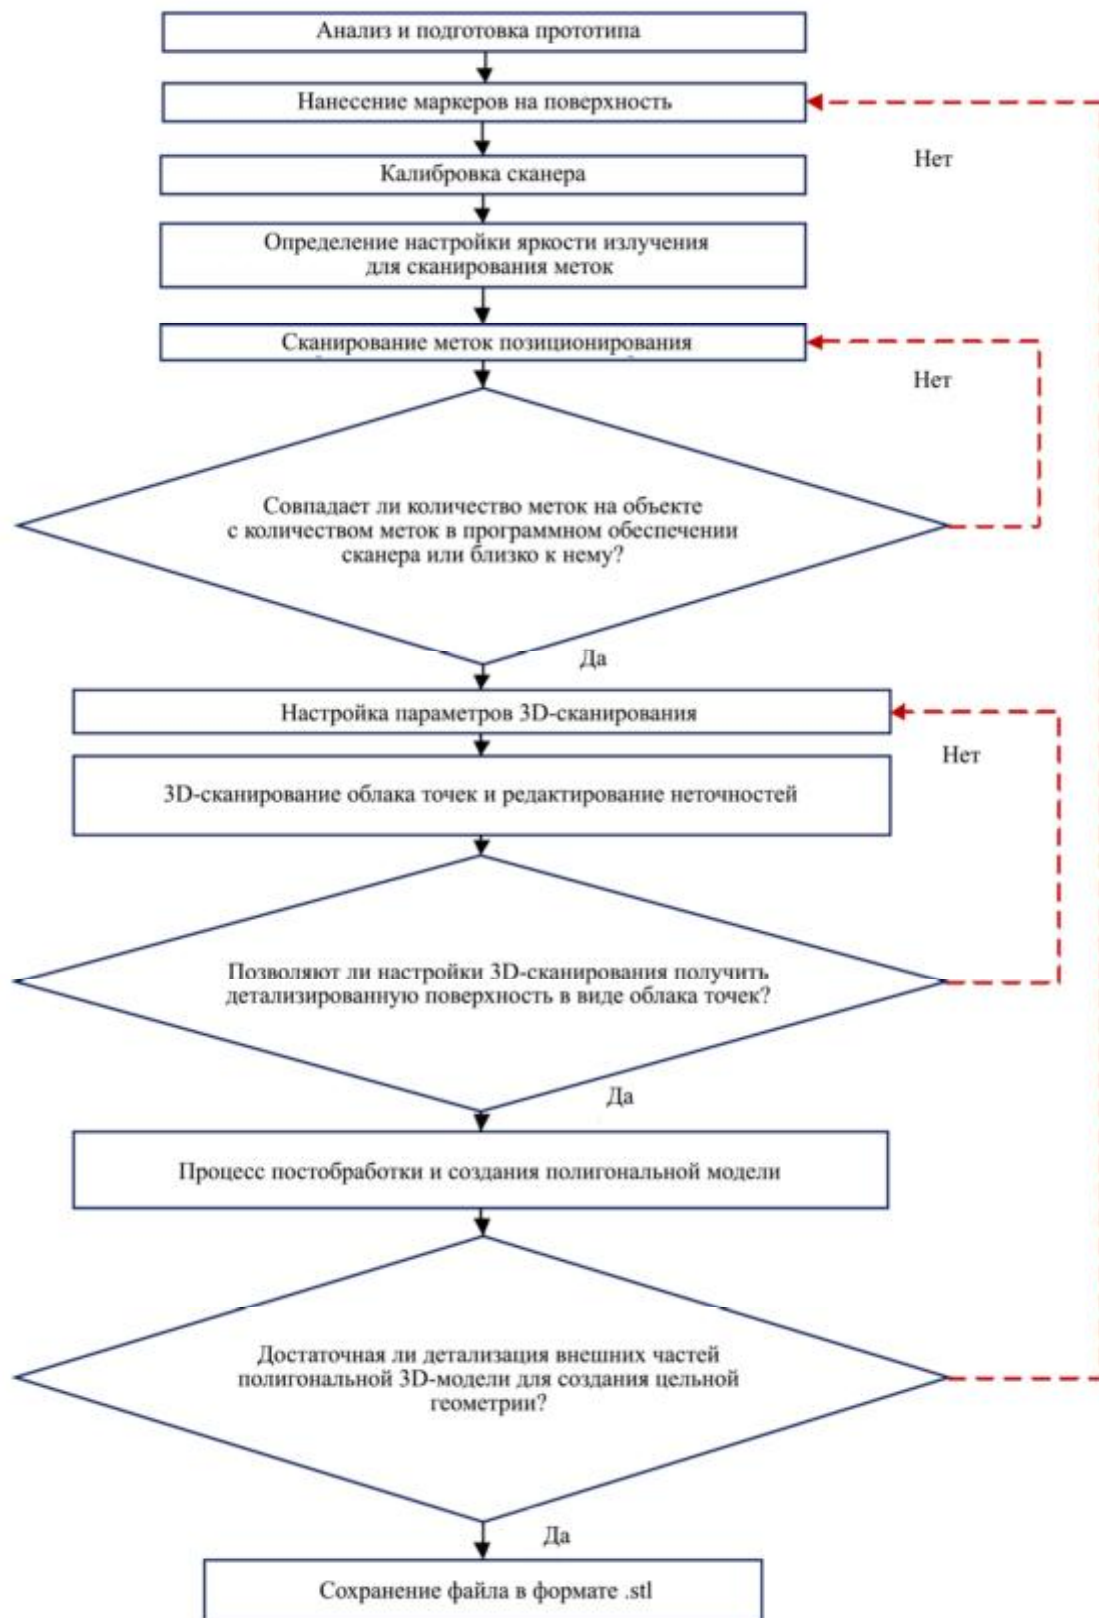 Анализ и подготовка прототипа
Нанесение маркеров на поверхность
Нет
Калибровка сканера
Определение настройки яркости излучения
для сканирования меток
Сканирование меток позиционирования
Нет
Совпадает ли количество меток на объекте
с количеством меток в программном обеспечении
сканера или близко к нему?
Да
Настройка параметров 3D-сканирования
Нет
3D-сканирование облака точек и редактирование неточностей
Позволяют ли настройки 3D-сканирования получить
детализированную поверхность в виде облака точек?
Да
Процесс постобработки и создания полигональной модели
Достаточная ли детализация внешних частей
полигональной 3D-модели для создания цельной
геометрии?
Да
Сохранение файла в формате .stl